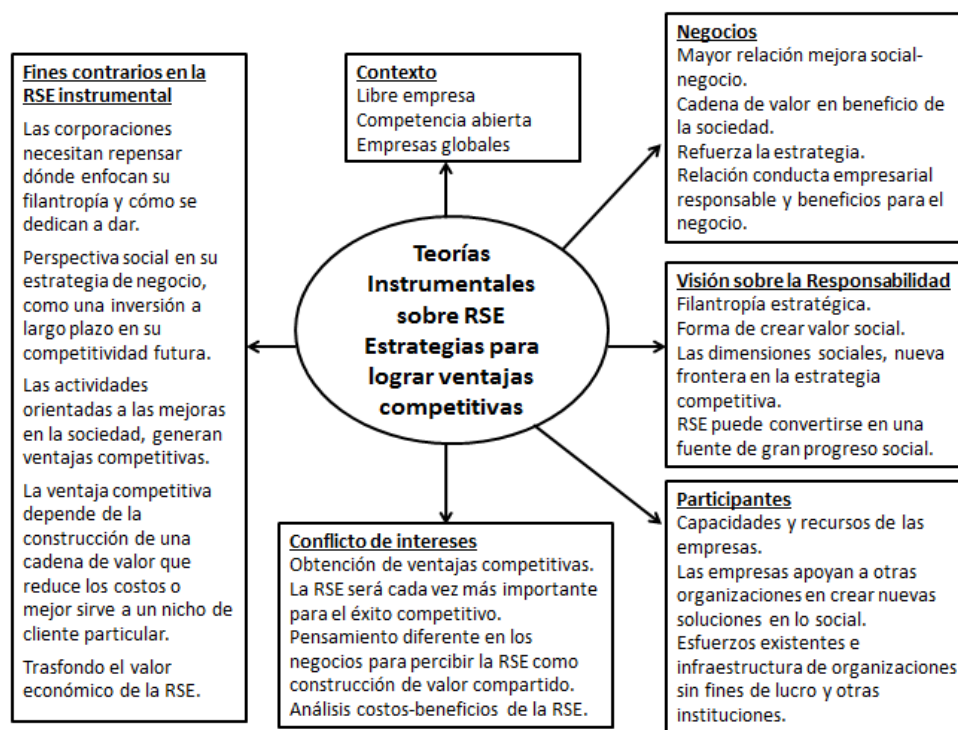 Fines contrarios en la
RSE instrumental
Las corporaciones
necesitan repensar
dónde enfocan su
filantropía y cómo se
dedican a dar.
Perspectiva social en su
estrategia de negocio,
como una inversión a
largo plazo en su
competitividad futura.
Las actividades
orientadas a las mejoras
en la sociedad, generan
ventajas competitivas.
La ventaja competitiva
depende de la
construcción de una
cadena de valor que
reduce los costos o
mejor sirve a un nicho de
cliente particular.
Trasfondo el valor
económico de la RSE.
Contexto
Libre empresa
Competencia abierta
Empresas globales
Teorías
Instrumentales
sobre RSE
Estrategias para
lograr ventajas
competitivas
Conflicto de intereses
Obtención de ventajas competitivas.
La RSE será cada vez más importante
para el éxito competitivo.
Pensamiento diferente en los
negocios para percibir la RSE como
construcción de valor compartido.
Análisis costos-beneficios de la RSE.
Negocios
Mayor relación mejora social-
negocio.
Cadena de valor en beneficio de
la sociedad.
Refuerza la estrategia.
Relación conducta empresarial
responsable y beneficios para el
negocio.
Visión sobre la Responsabilidad
Filantropía estratégica.
Forma de crear valor social.
Las dimensiones sociales, nueva
frontera en la estrategia
competitiva.
RSE puede convertirse en una
fuente de gran progreso social.
Participantes
Capacidades y recursos de las
empresas.
Las empresas apoyan a otras
organizaciones en crear nuevas
soluciones en lo social.
Esfuerzos existentes e
infraestructura de organizaciones
sin fines de lucro y otras
instituciones.